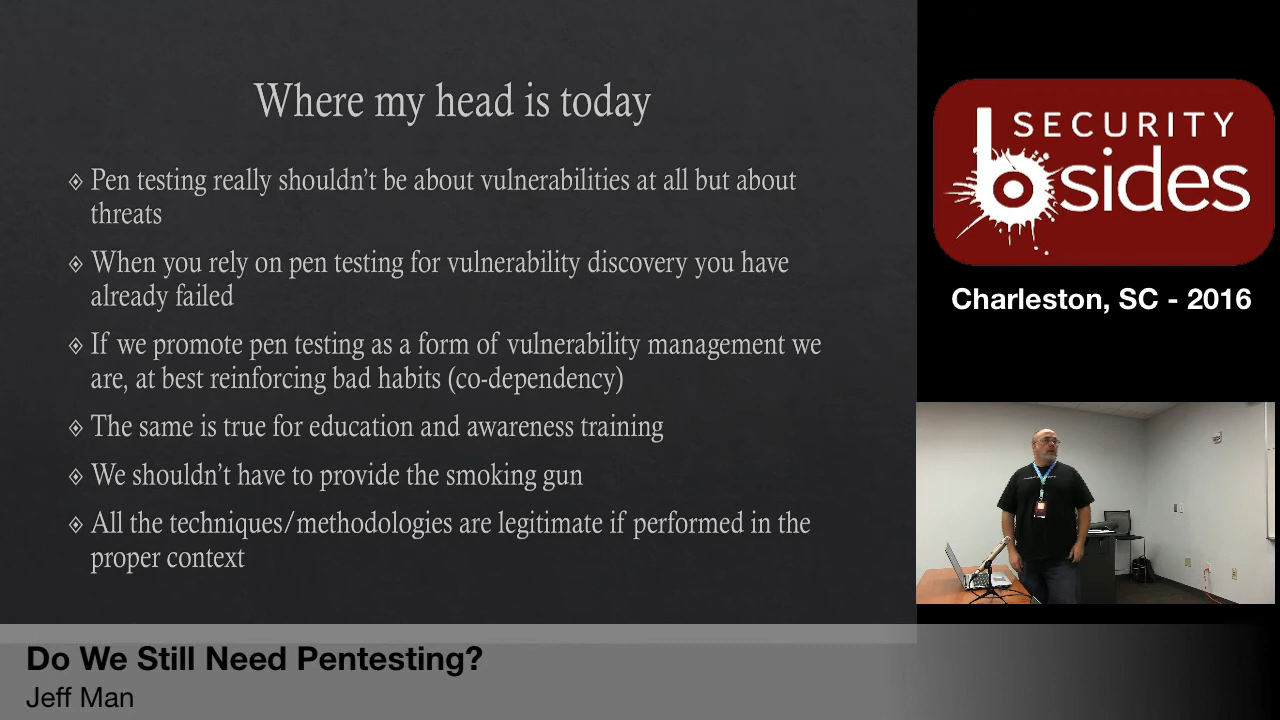 Where my head is today
Pen testing really shouldn't be about vulnerabilities at all but about
threats
When you rely on pen testing for vulnerability discovery you have
already failed
If we promote pen testing as a form of vulnerability management we
are, at best reinforcing bad habits (co-dependency)
The same is true for education and awareness training
We shouldn't have to provide the smoking gun
All the techniques/methodologies are legitimate if performed in the
proper context
SECURITY
bsides
Charleston, SC - 2016
Do We Still Need Pentesting?
Jeff Man